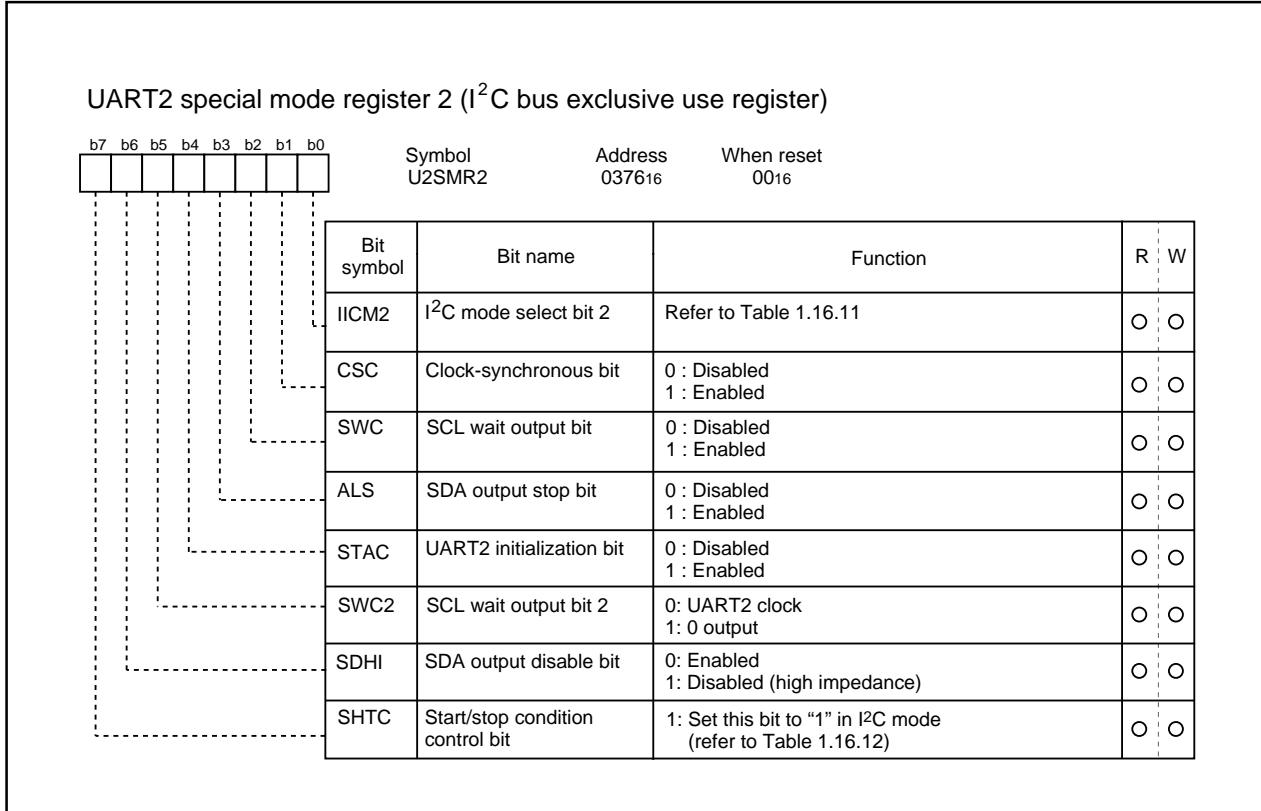 UART2 special mode register 2 (I2C bus exclusive use register)
b7 b6 b5 b4 b3 b2 b1 b0
Symbol Address When reset
U2SMR2 037616 0016
Bit symbol Bit name Function R W
IICM2 I2C mode select bit 2 Refer to Table 1.16.11
CSC Clock-synchronous bit 0 : Disabled
1 : Enabled
SWC SCL wait output bit 0 : Disabled
1 : Enabled
ALS SDA output stop bit 0 : Disabled
1 : Enabled
STAC UART2 initialization bit 0 : Disabled
1 : Enabled
SWC2 SCL wait output bit 2 0: UART2 clock
1: 0 output
SDHI SDA output disable bit 0: Enabled
1: Disabled (high impedance)
SHTC Start/stop condition control bit 1: Set this bit to “1” in I2C mode
(refer to Table 1.16.12)